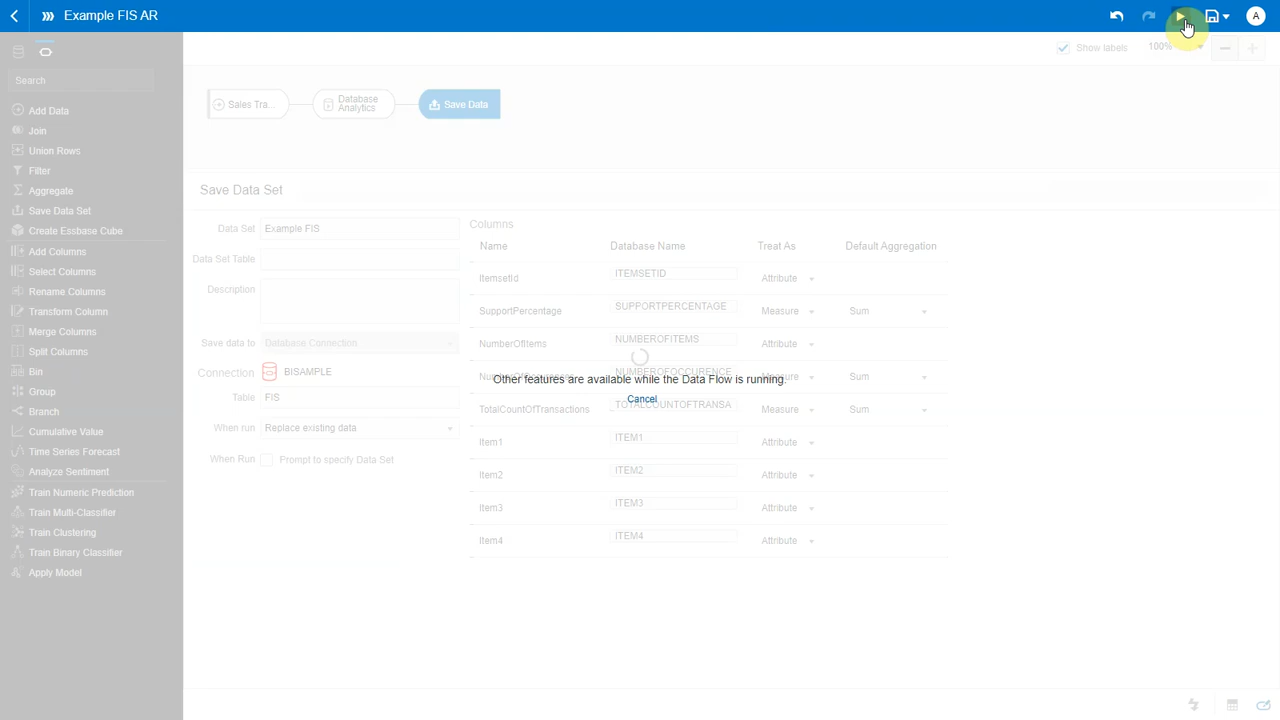 Example FIS AR
A
Search
Show labels
100%
Add Data
Join
Union Rows
Filter
Aggregate
Save Data Set
Create Essbase Cube
Add Columns
Select Columns
Rename Columns
Transform Column
Merge Columns
Split Columns
Bin
Group
Branch
Cumulative Value
Time Series Forecast
Analyze Sentiment
Train Numeric Prediction
Train Multi-Classifier
Train Clustering
Train Binary Classifier
Apply Model
Sales Tra...
Database
Analytics
Save Data
Save Data Set
Data Set Example FIS
Data Set Table
Description
Save data to Database Connection
Connection BISAMPLE
Table FIS
When run Replace existing data
When Run Prompt to specify Data Set
Columns
Name Database Name Treat As Default Aggregation
ItemsetId ITEMSETID Attribute
SupportPercentage SUPPORTPERCENTAGE Measure Sum
NumberOfItems NUMBEROFITEMS Attribute
NUMBEROFOCCURENCE Measure Sum
Other features are available while the Data Flow is running.
Cancel
TotalCountOfTransactions TOTALCOUNTOFTRANSA Measure Sum
Item1 ITEM1 Attribute
Item2 ITEM2 Attribute
Item3 ITEM3 Attribute
Item4 ITEM4 Attribute